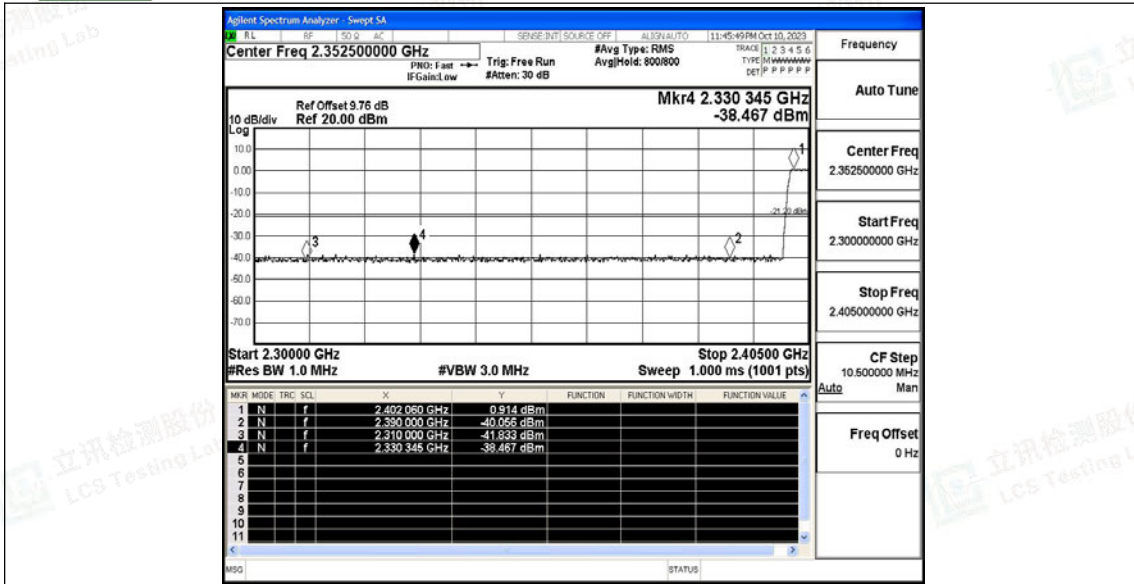 Agilent Spectrum Analyzer - Swept SA
RL RF 50 Ω AC SENSE:INT SOURCE OFF ALIGNAUTO 11:45:49PM Oct 10, 2023
Center Freq 2.352500000 GHz
PNO: Fast
IFGain:Low
Trig: Free Run
#Atten: 30 dB
#Avg Type: RMS
Avg|Hold: 800/800
TRACE 1 2 3 4 5 6
TYPE M
DET P P P P P P
Ref Offset 9.76 dB
10 dB/div Ref 20.00 dBm
Log
Mkr4 2.330 345 GHz
-38.467 dBm
10.0
0.00
-10.0
-20.0
-30.0
-40.0
-50.0
-60.0
-70.0
1
-21.20 dBm
2
3
4
Start 2.30000 GHz Stop 2.40500 GHz
#Res BW 1.0 MHz #VBW 3.0 MHz Sweep 1.000 ms (1001 pts)
MKR MODE TRC SCL X Y FUNCTION FUNCTION WIDTH FUNCTION VALUE
1 N f 2.402 060 GHz 0.914 dBm
2 N f 2.390 000 GHz -40.056 dBm
3 N f 2.310 000 GHz -41.833 dBm
4 N f 2.330 345 GHz -38.467 dBm
5
6
7
8
9
10
11
MSG STATUS
Frequency
Auto Tune
Center Freq
2.352500000 GHz
Start Freq
2.300000000 GHz
Stop Freq
2.405000000 GHz
CF Step
10.500000 MHz
Auto Man
Freq Offset
0 Hz
立讯检测股份
LCS Testing Lab
立讯检测股份
LCS Testing L